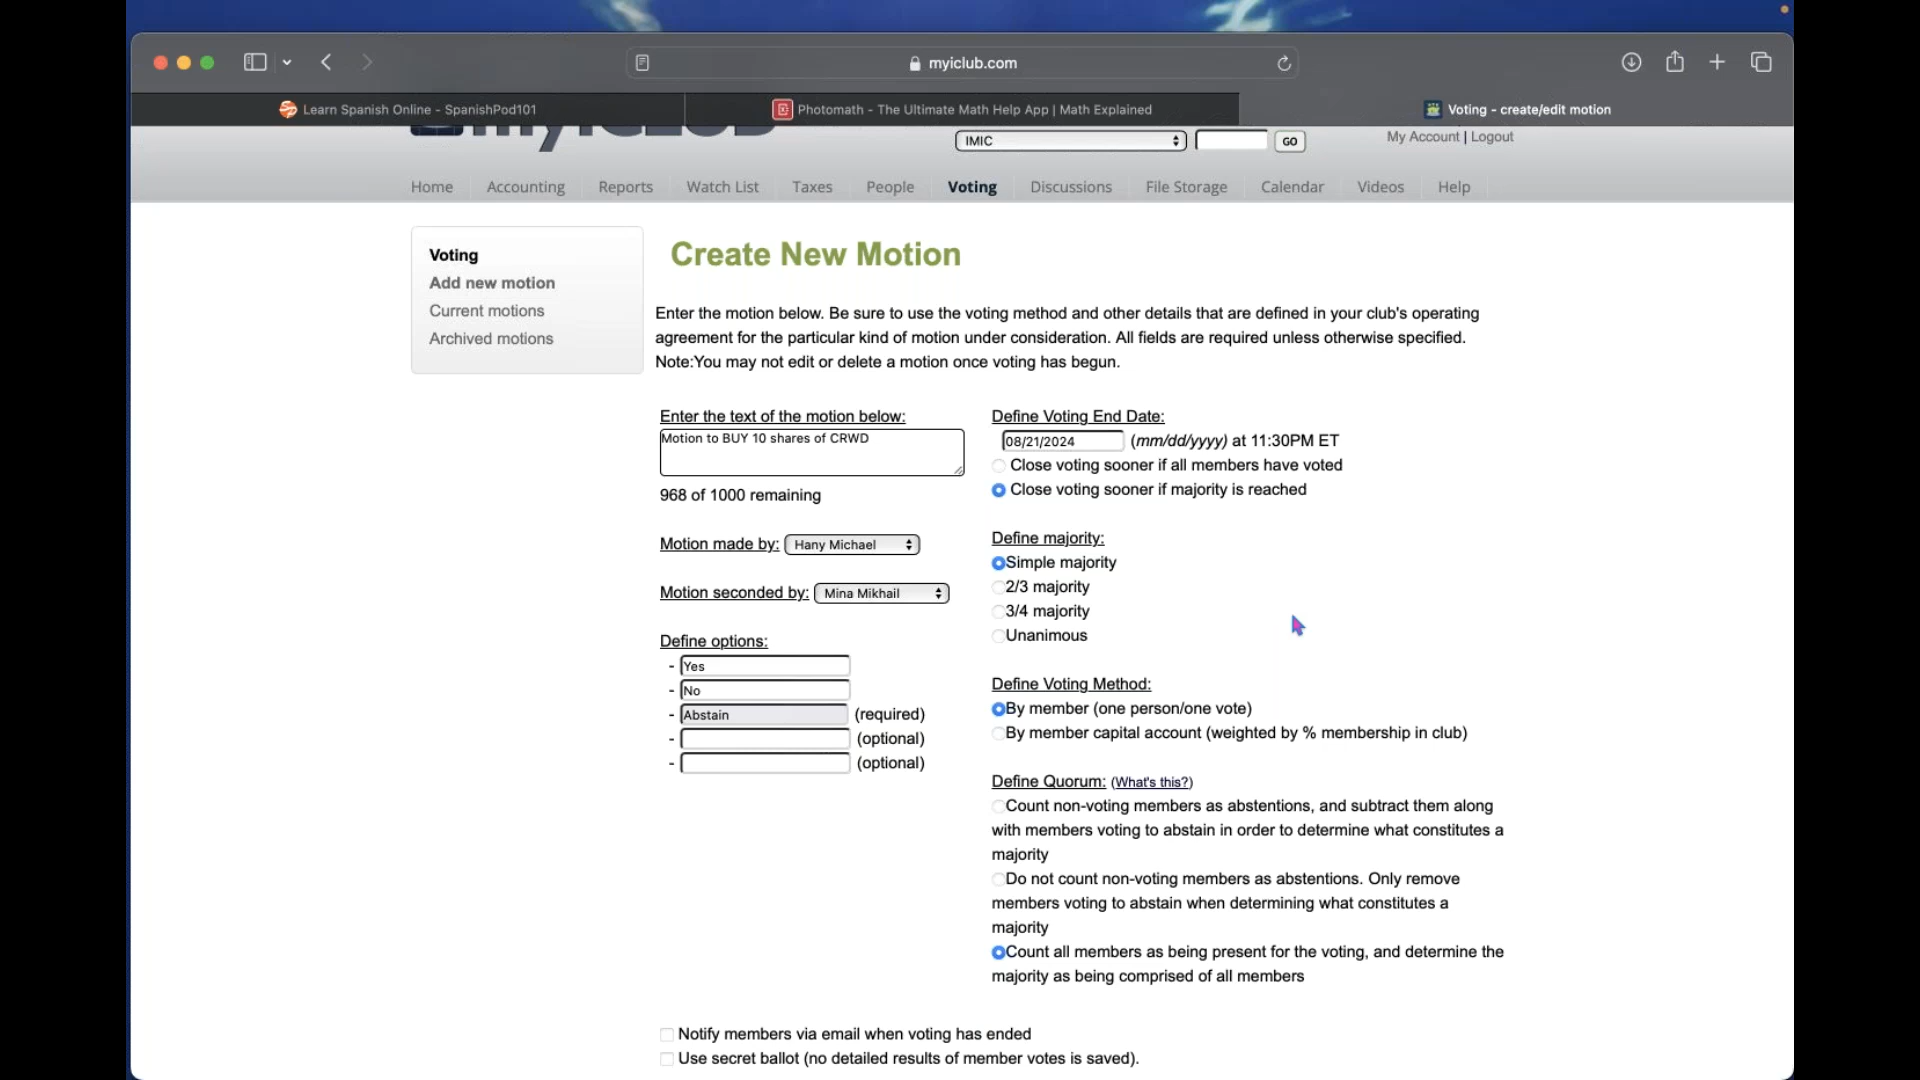 myiclub.com
Learn Spanish Online - SpanishPod101
Photomath - The Ultimate Math Help App | Math Explained
Voting - create/edit motion
IMIC
GO
My Account | Logout
Home Accounting Reports Watch List Taxes People Voting Discussions File Storage Calendar Videos Help
Voting
Add new motion
Current motions
Archived motions
Create New Motion
Enter the motion below. Be sure to use the voting method and other details that are defined in your club's operating
agreement for the particular kind of motion under consideration. All fields are required unless otherwise specified.
Note:You may not edit or delete a motion once voting has begun.
Enter the text of the motion below:
Motion to BUY 10 shares of CRWD
968 of 1000 remaining
Motion made by: Hany Michael
Motion seconded by: Mina Mikhail
Define options:
- Yes
- No
- Abstain (required)
- (optional)
- (optional)
Define Voting End Date:
08/21/2024 (mm/dd/yyyy) at 11:30PM ET
Close voting sooner if all members have voted
Close voting sooner if majority is reached
Define majority:
Simple majority
2/3 majority
3/4 majority
Unanimous
Define Voting Method:
By member (one person/one vote)
By member capital account (weighted by % membership in club)
Define Quorum: (What's this?)
Count non-voting members as abstentions, and subtract them along
with members voting to abstain in order to determine what constitutes a
majority
Do not count non-voting members as abstentions. Only remove
members voting to abstain when determining what constitutes a
majority
Count all members as being present for the voting, and determine the
majority as being comprised of all members
Notify members via email when voting has ended
Use secret ballot (no detailed results of member votes is saved).